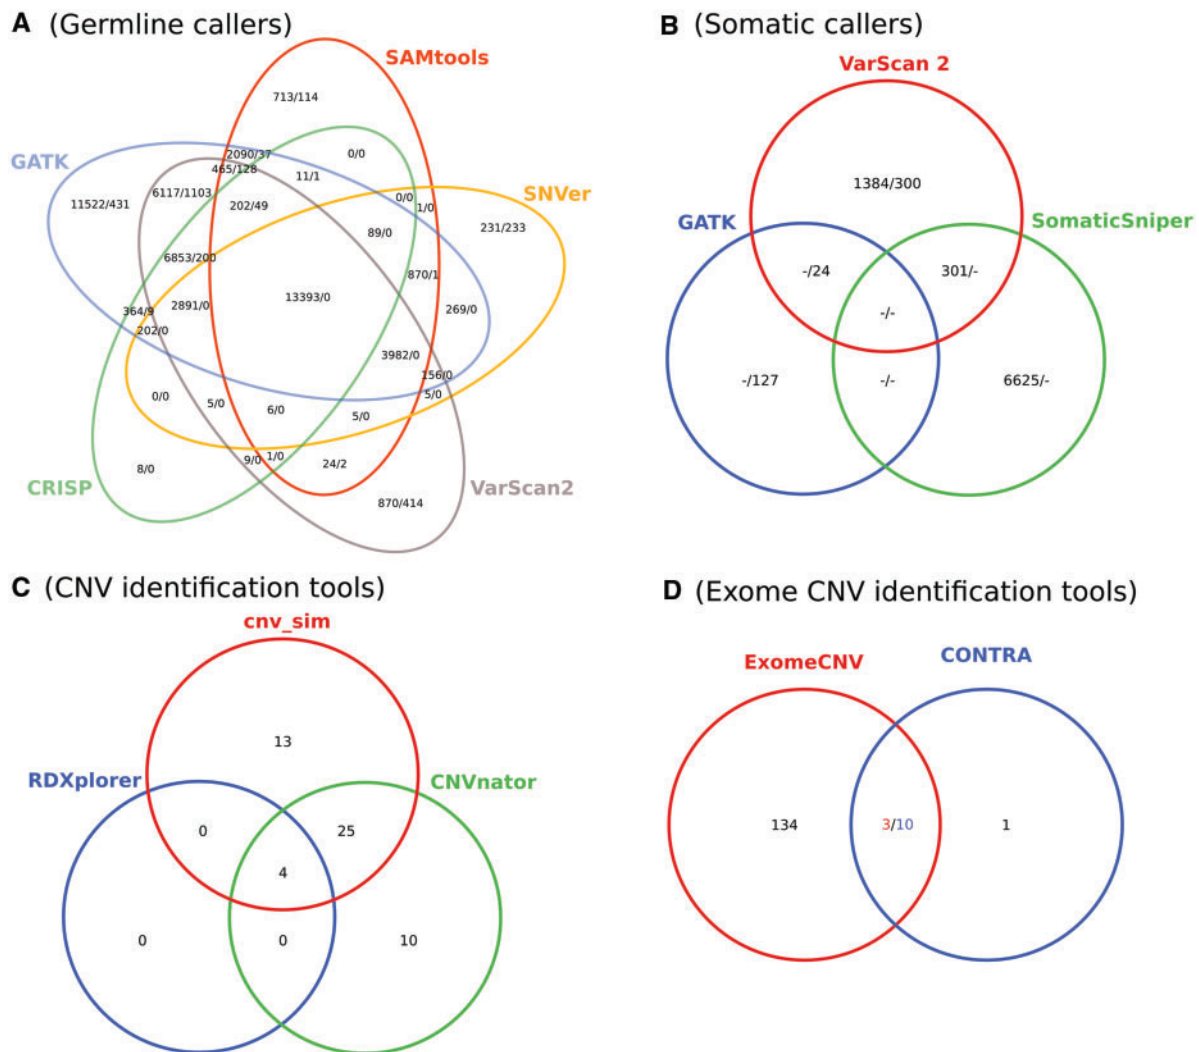 A (Germline callers)
SAMtools
713/114
GATK
2090/37
465/128
0/0
11/1
6117/1103
11522/431
202/49
0/0
1/0
SNVer
231/233
89/0
6853/200
870/1
13393/0
269/0
364/9
2891/0
202/0
3982/0
156/0
5/0
0/0
5/0
6/0
5/0
9/0
1/0
24/2
8/0
CRISP
VarScan2
870/414
B (Somatic callers)
VarScan 2
1384/300
GATK
SomaticSniper
-/24
301/-
-/-
-/127
-/-
6625/-
C (CNV identification tools)
cnv_sim
13
RDXplorer
CNVnator
0
25
4
0
0
10
D (Exome CNV identification tools)
ExomeCNV
CONTRA
134
3/10
1